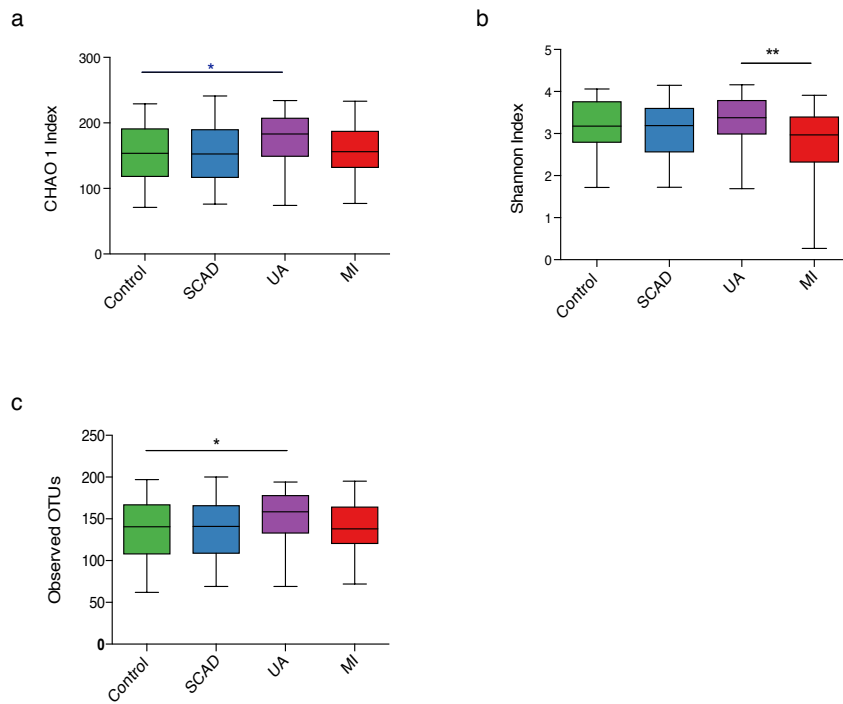 a
CHAO 1 Index
300
200
100
0
*
Control
SCAD
UA
MI
b
Shannon Index
5
4
3
2
1
0
**
Control
SCAD
UA
MI
c
Observed OTUs
250
200
150
100
50
0
*
Control
SCAD
UA
MI